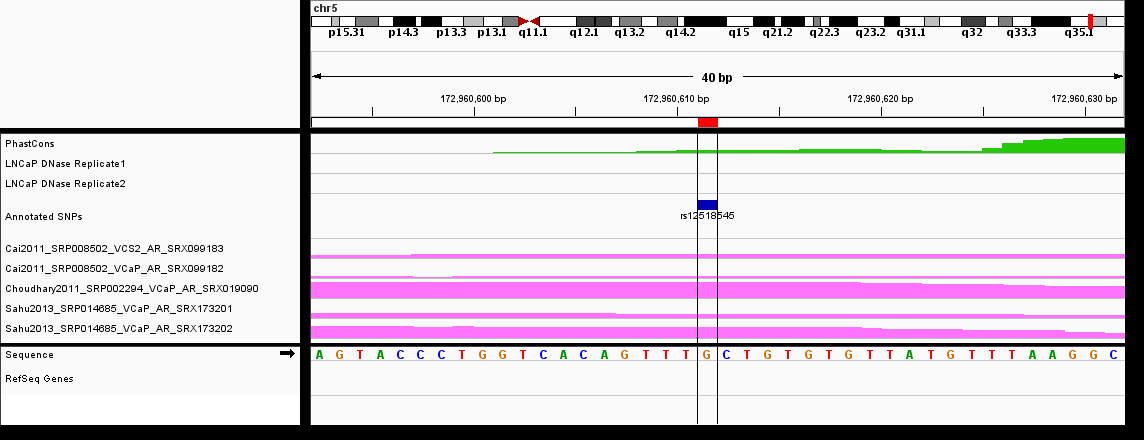 chr5
p15.31 p14.3 p13.3 p13.1 q11.1 q12.1 q13.2 q14.2 q15 q21.2 q22.3 q23.2 q31.1 q32 q33.3 q35.1
40 bp
172,960,600 bp 172,960,610 bp 172,960,620 bp 172,960,630 bp
PhastCons
LNCaP DNase Replicate1
LNCaP DNase Replicate2
Annotated SNPs
rs12518545
Cai2011_SRP008502_VCS2_AR_SRX099183
Cai2011_SRP008502_VCaP_AR_SRX099182
Choudhary2011_SRP002294_VCaP_AR_SRX019090
Sahu2013_SRP014685_VCaP_AR_SRX173201
Sahu2013_SRP014685_VCaP_AR_SRX173202
Sequence A G T A C C C T G G T C A C A G T T T G C T G T G T G T T A T G T T T A A G G C
RefSeq Genes